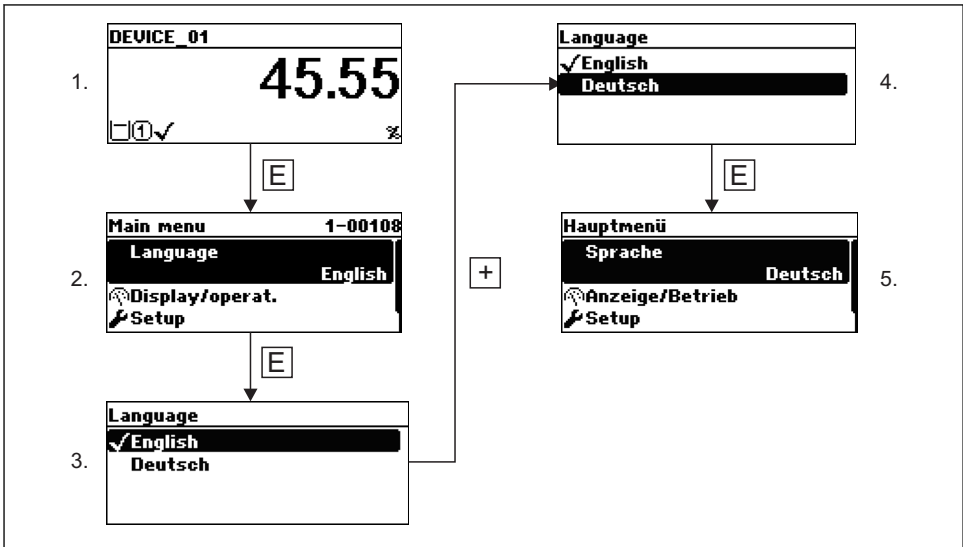 1.
DEVICE_01
45.55
1
%
E
2.
Main menu 1-00108
Language
English
Display/operat.
Setup
E
3.
Language
✓English
Deutsch
+
4.
Language
✓English
Deutsch
E
5.
Hauptmenü
Sprache
Deutsch
Anzeige/Betrieb
Setup